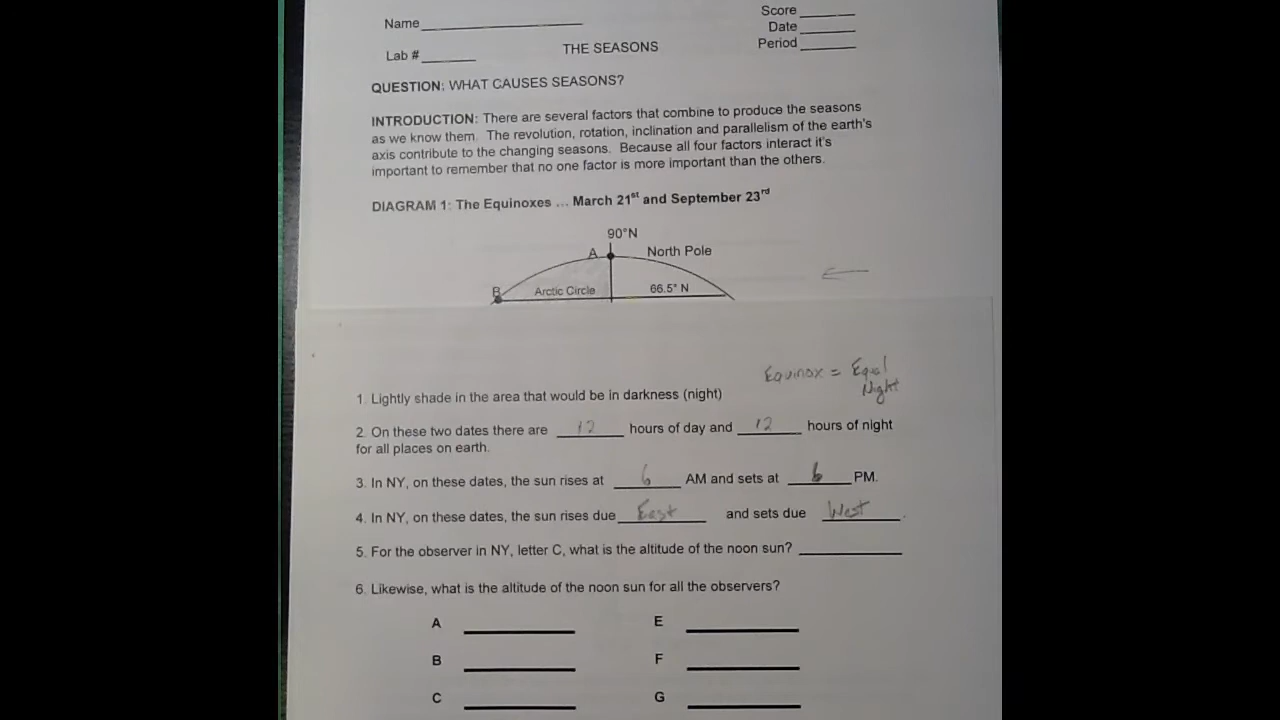 Name
Score
Date
Lab #
THE SEASONS
Period
QUESTION: WHAT CAUSES SEASONS?
INTRODUCTION: There are several factors that combine to produce the seasons
as we know them. The revolution, rotation, inclination and parallelism of the earth's
axis contribute to the changing seasons. Because all four factors interact it's
important to remember that no one factor is more important than the others.
DIAGRAM 1: The Equinoxes ... March 21st and September 23rd
90°N
A
North Pole
B
Arctic Circle
66.5° N
Equinox = Equal
Night
1. Lightly shade in the area that would be in darkness (night)
2. On these two dates there are 12 hours of day and 12 hours of night
for all places on earth.
3. In NY, on these dates, the sun rises at 6 AM and sets at 6 PM.
4. In NY, on these dates, the sun rises due East and sets due West.
5. For the observer in NY, letter C, what is the altitude of the noon sun?
6. Likewise, what is the altitude of the noon sun for all the observers?
A E
B F
C G